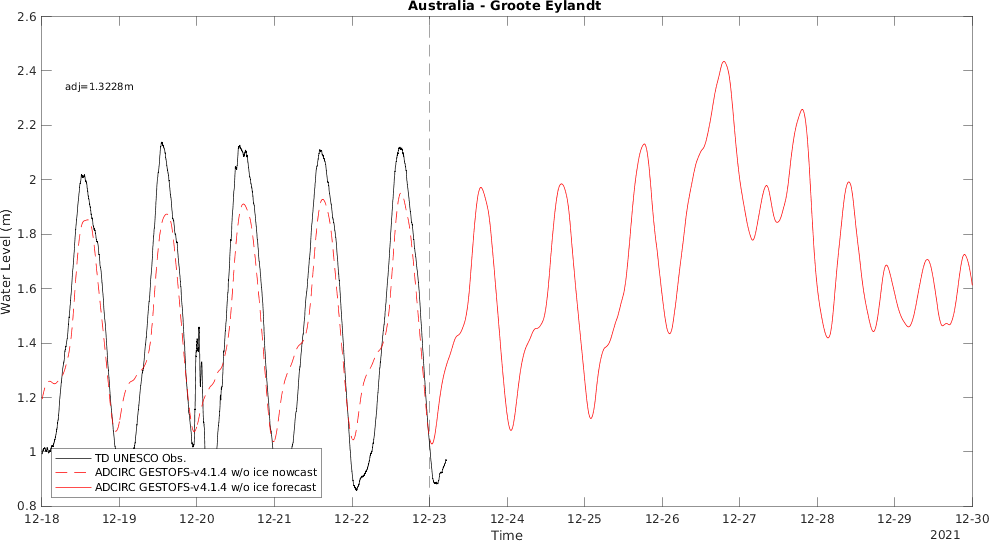 Australia - Groote Eylandt
2.6
2.4
adj=1.3228m
2.2
2
1.8
1.6
1.4
1.2
1
0.8
Water Level (m)
TD UNESCO Obs.
ADCIRC GESTOFS-v4.1.4 w/o ice nowcast
ADCIRC GESTOFS-v4.1.4 w/o ice forecast
12-18 12-19 12-20 12-21 12-22 12-23 12-24 12-25 12-26 12-27 12-28 12-29 12-30
Time
2021